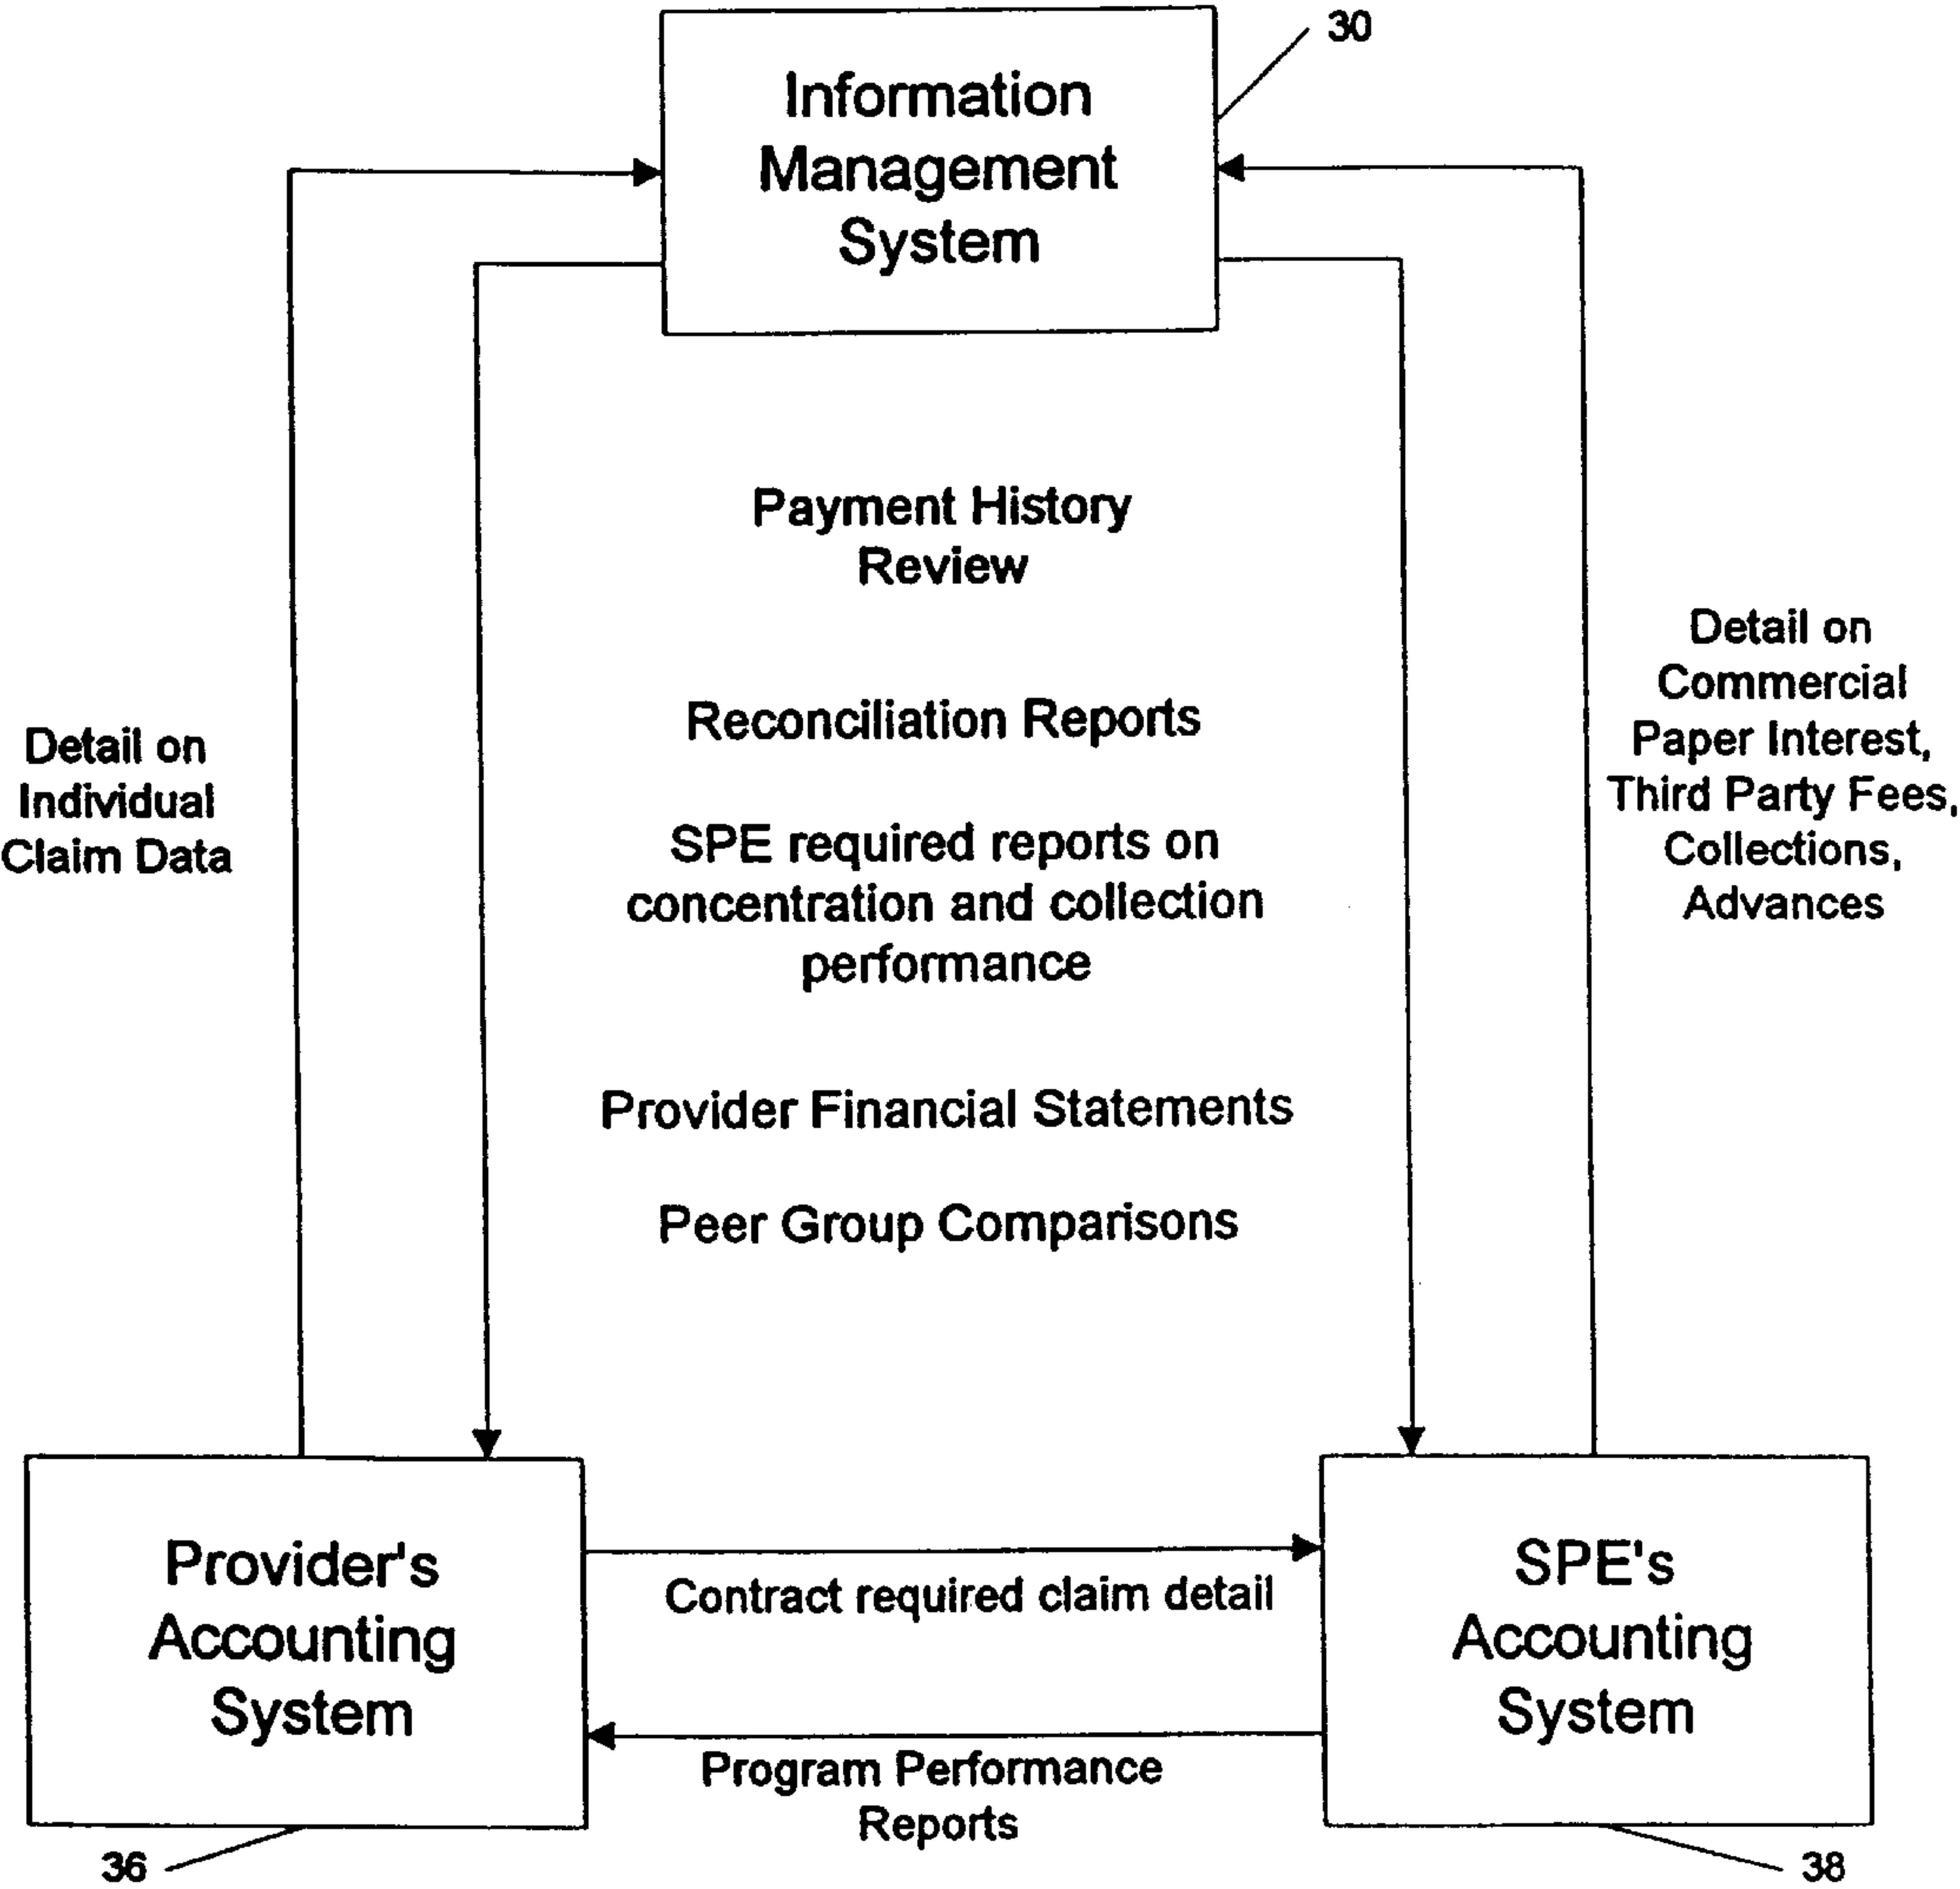 30
Information
Management
System
Payment History
Review
Reconciliation Reports
SPE required reports on
concentration and collection
performance
Provider Financial Statements
Peer Group Comparisons
Detail on
Individual
Claim Data
Detail on
Commercial
Paper Interest,
Third Party Fees,
Collections,
Advances
Provider's
Accounting
System
Contract required claim detail
Program Performance
Reports
SPE's
Accounting
System
36
38